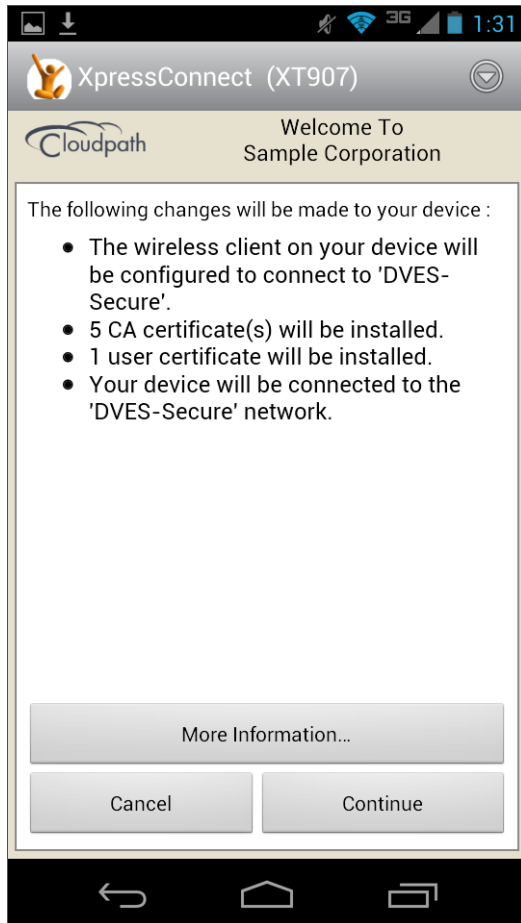 3G 1:31
XpressConnect (XT907)
Cloudpath
Welcome To
Sample Corporation
The following changes will be made to your device :
• The wireless client on your device will
be configured to connect to 'DVES-
Secure'.
• 5 CA certificate(s) will be installed.
• 1 user certificate will be installed.
• Your device will be connected to the
'DVES-Secure' network.
More Information...
Cancel
Continue